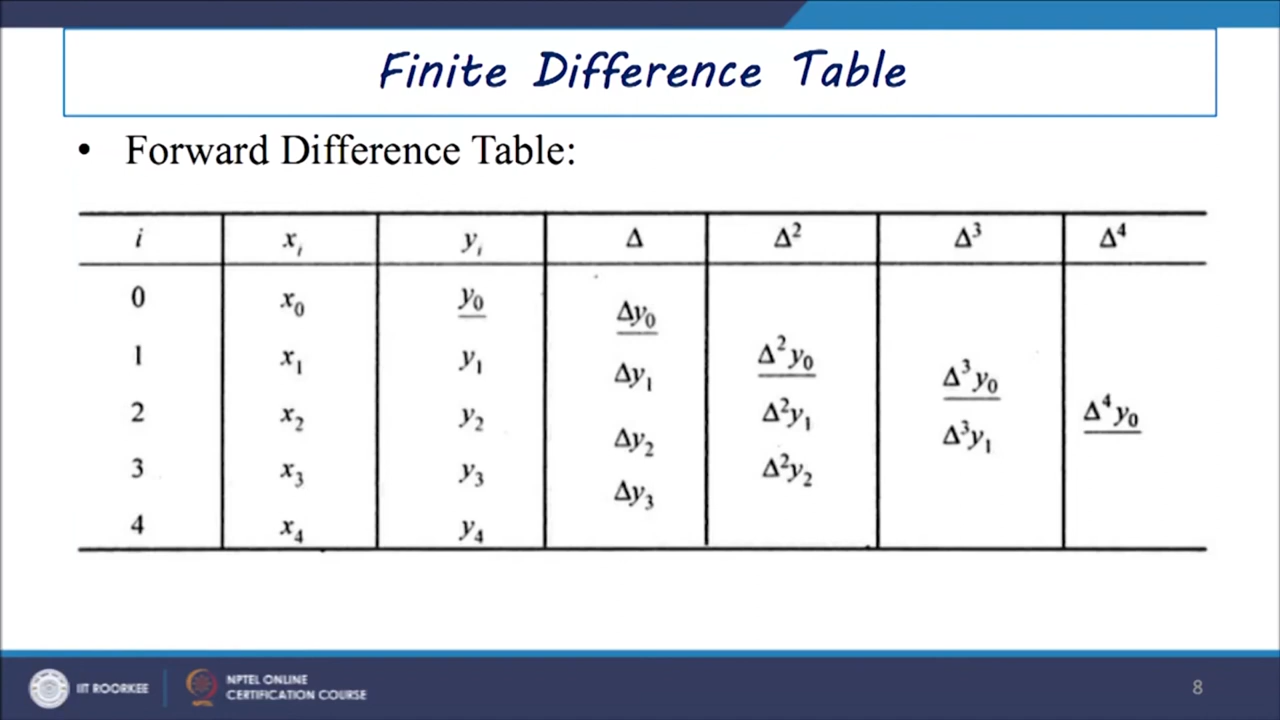 Finite Difference Table
• Forward Difference Table:
i xᵢ yᵢ Δ Δ² Δ³ Δ⁴
0 x₀ y₀ Δy₀
1 x₁ y₁ Δy₁ Δ²y₀ Δ³y₀
2 x₂ y₂ Δy₂ Δ²y₁ Δ³y₁ Δ⁴y₀
3 x₃ y₃ Δy₃ Δ²y₂
4 x₄ y₄
IIT ROORKEE
NPTEL ONLINE
CERTIFICATION COURSE
8